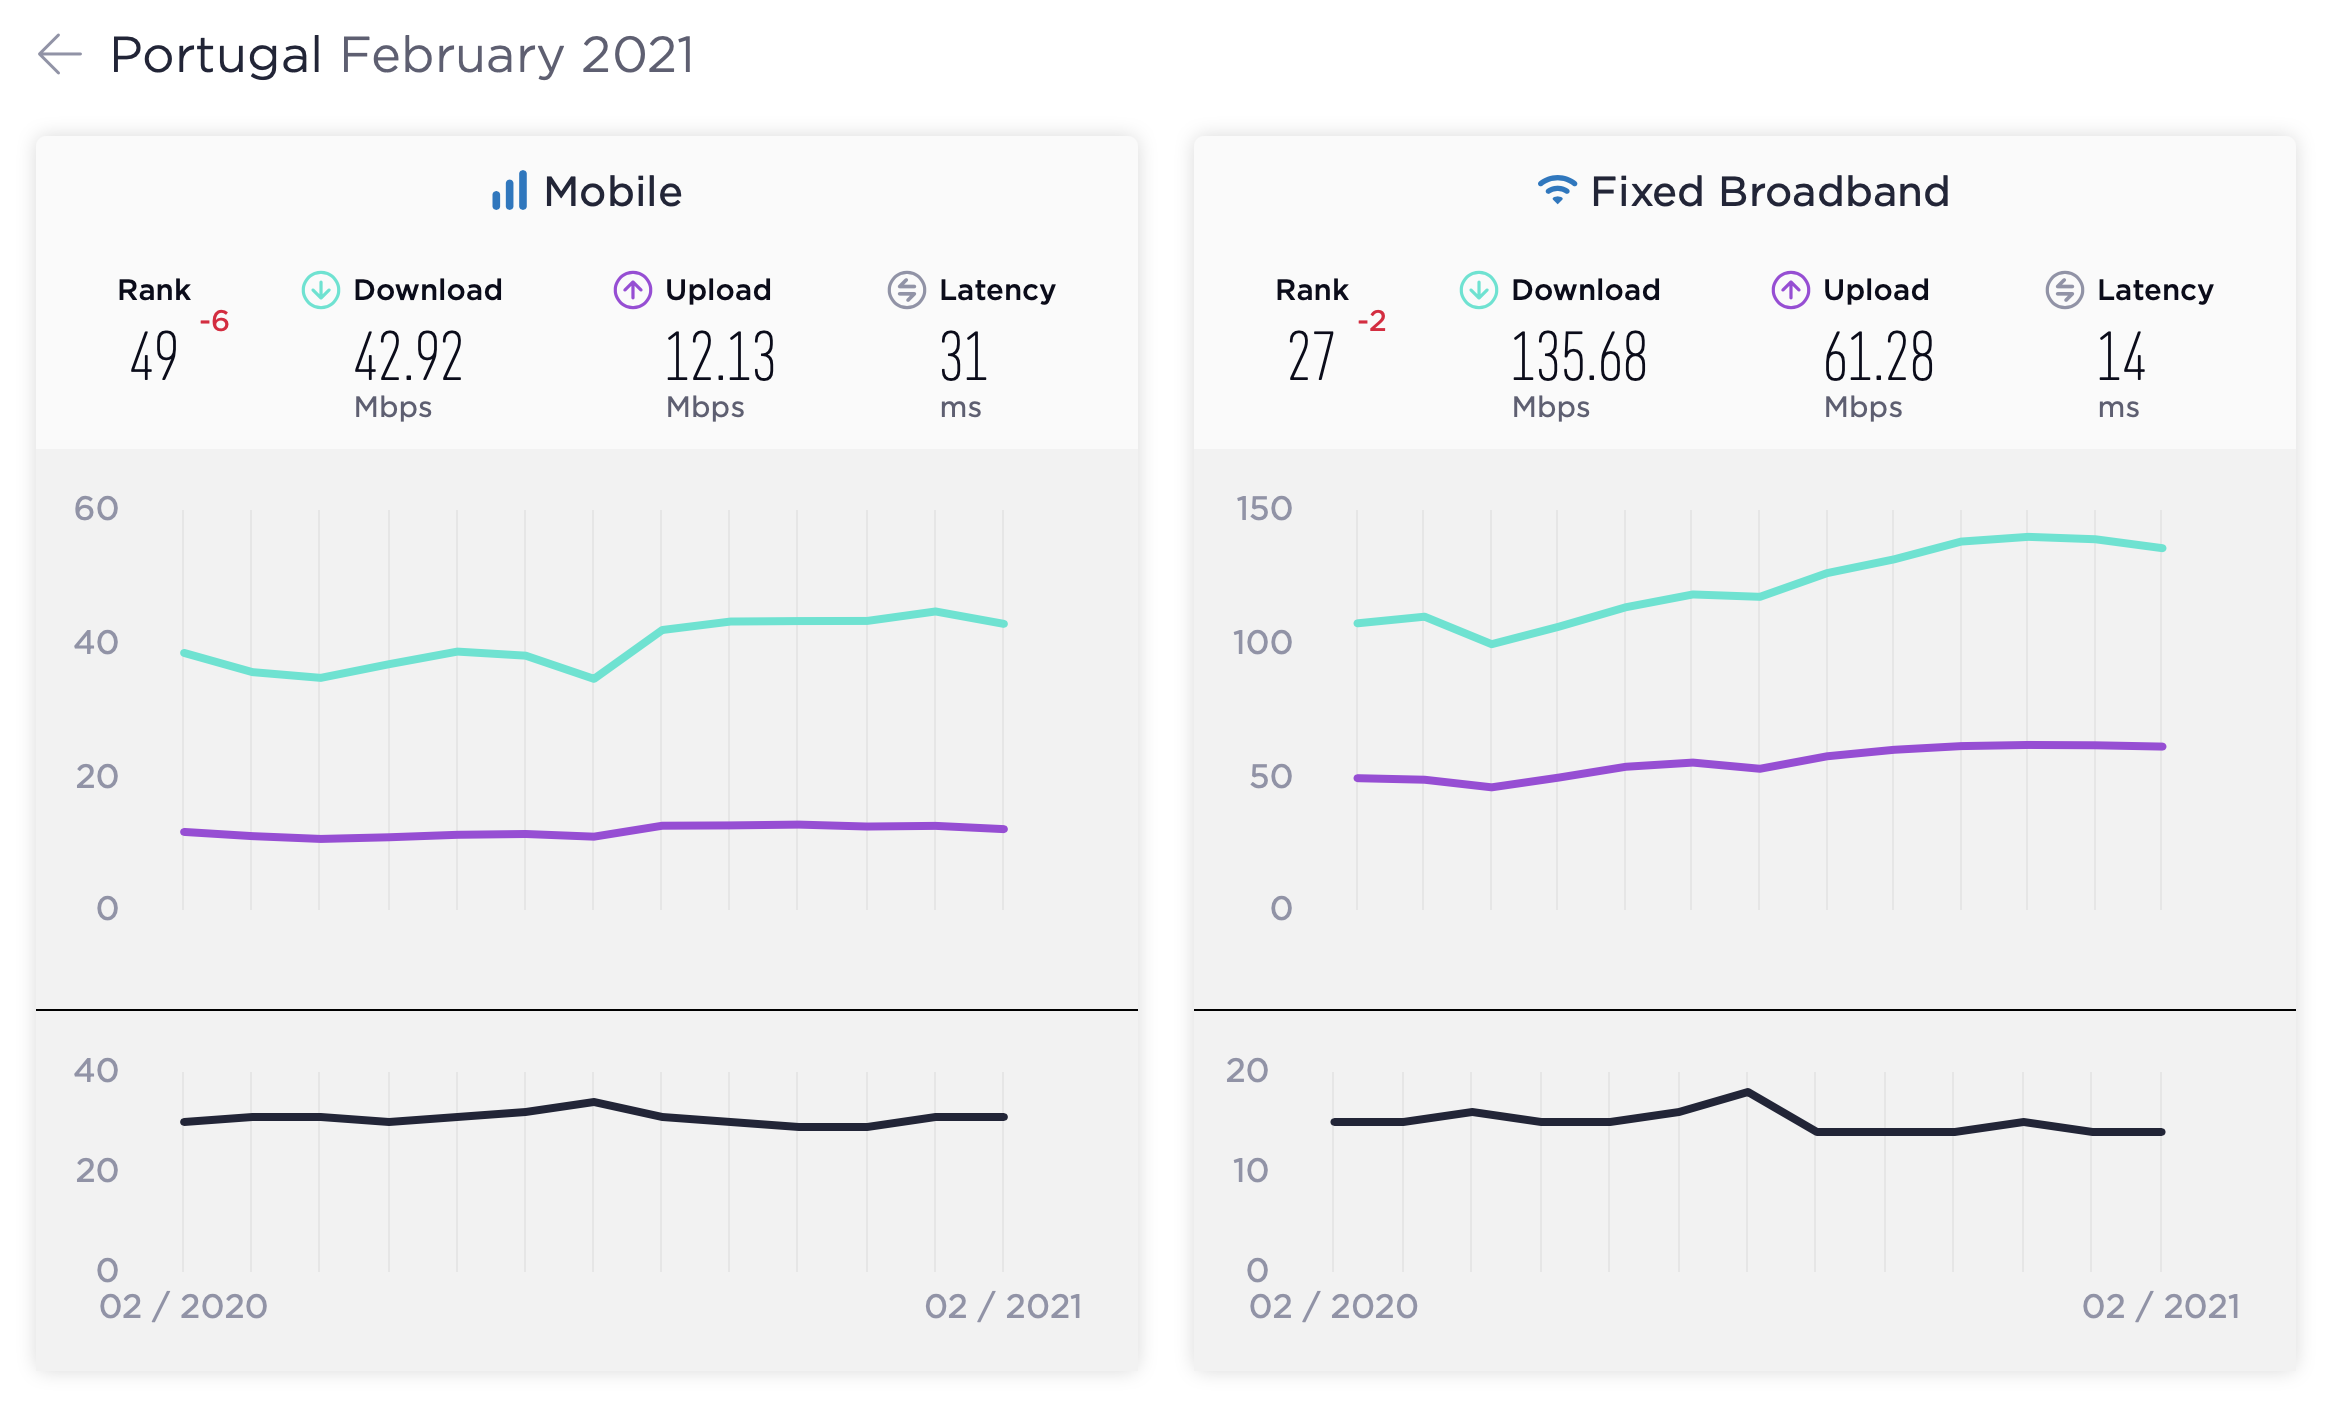 Portugal February 2021
Mobile
Rank
Download
Upload
Latency
49 -6
42.92
12.13
31
Mbps
Mbps
ms
60
40
20
0
40
20
0
02 / 2020
02 / 2021
Fixed Broadband
Rank
Download
Upload
Latency
27 -2
135.68
61.28
14
Mbps
Mbps
ms
150
100
50
0
20
10
0
02 / 2020
02 / 2021